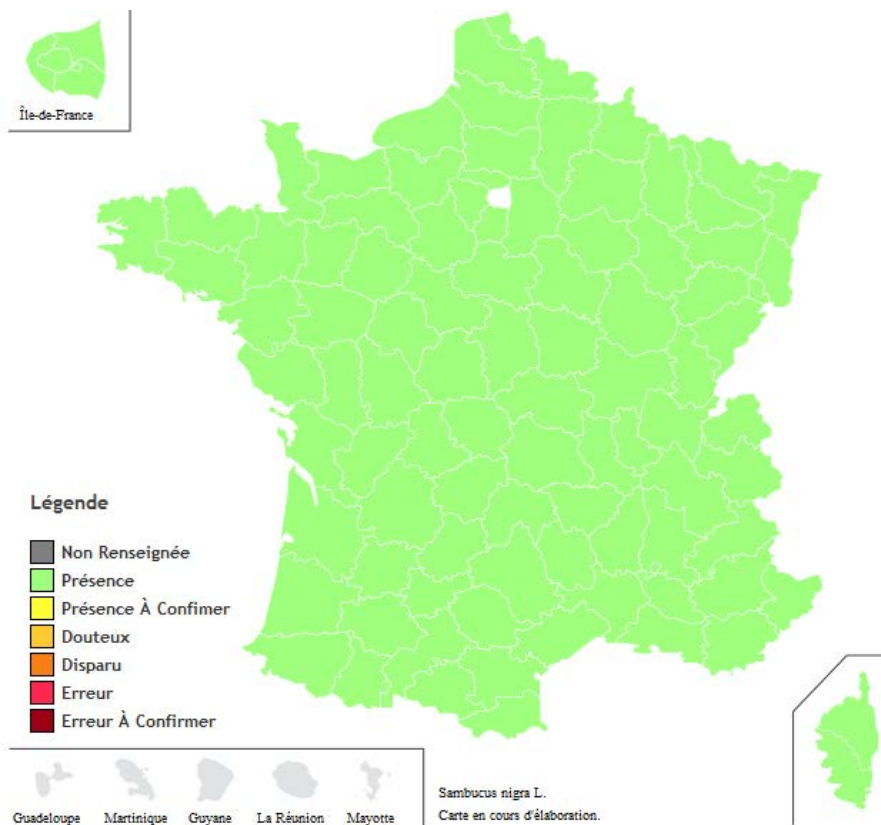 Île-de-France
Légende
Non Renseignée
Présence
Présence À Confimer
Douteux
Disparu
Erreur
Erreur À Confirmer
Guadeloupe Martinique Guyane La Réunion Mayotte
Sambucus nigra L.
Carte en cours d'élaboration.